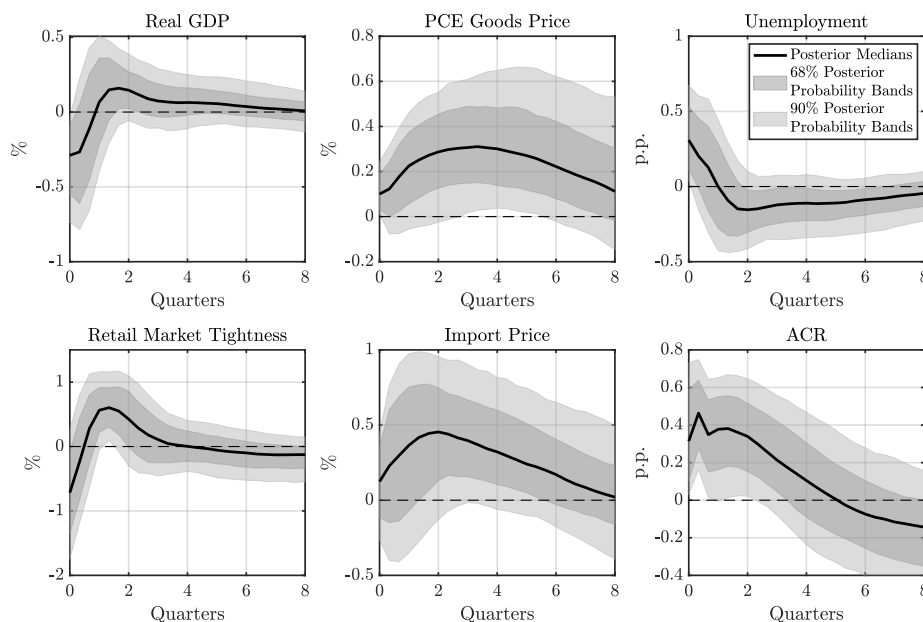 Real GDP
0.5
0
-0.5
-1
%
0 2 4 6 8
Quarters
PCE Goods Price
0.8
0.6
0.4
0.2
0
-0.2
%
0 2 4 6 8
Quarters
Unemployment
1
0.5
0
-0.5
p.p.
0 2 4 6 8
Quarters
Posterior Medians
68% Posterior
Probability Bands
90% Posterior
Probability Bands
Retail Market Tightness
1
0
-1
-2
%
0 2 4 6 8
Quarters
Import Price
1
0.5
0
-0.5
%
0 2 4 6 8
Quarters
ACR
0.8
0.6
0.4
0.2
0
-0.2
-0.4
p.p.
0 2 4 6 8
Quarters